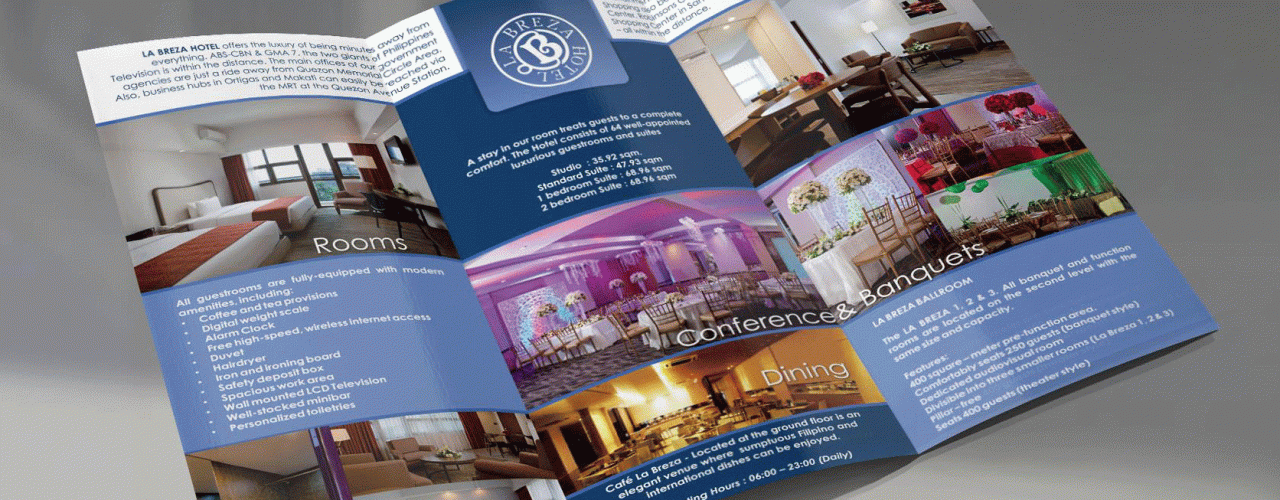 LA BREZA HOTEL offers the luxury of being minutes away from
everything. ABS-CBN & GMA 7, the two giants of Philippines
Television is within the distance. The main offices of our government
agencies are just a ride away from Quezon Memorial Circle Area.
Also, business hubs in Ortigas and Makati can easily be reached via
the MRT at the Quezon Avenue Station.
Rooms
All guestrooms are fully-equipped with modern
amenities, including:
• Coffee and tea provisions
• Digital weight scale
• Alarm Clock
• Free high-speed, wireless internet access
• Duvet
• Hairdryer
• Iron and ironing board
• Safety deposit box
• Spacious work area
• Wall mounted LCD Television
• Well-stocked minibar
• Personalized toiletries
LA BREZA HOTEL
B
A stay in our room treats guests to a complete
comfort. The Hotel consists of 64 well-appointed
luxurious guestrooms and suites
Studio : 35.92 sqm.
Standard Suite : 47.93 sqm
1 bedroom Suite : 68.96 sqm
2 bedroom Suite : 68.96 sqm
Conference & Banquets
Dining
Café La Breza - Located at the ground floor is an
elegant venue where sumptuous Filipino and
international dishes can be enjoyed.
Hours : 06:00 – 23:00 (Daily)
Shopping
Center, Robinsons
Shopping Center in
– all within the distance.
LA BREZA BALLROOM
The LA BREZA 1, 2 & 3. All banquet and function
rooms are located on the second level with the
same size and capacity.
Features:
400 square – meter pre-function area.
Comfortably seats 250 guests (banquet style)
Dedicated audiovisual room
Divisible into three smaller rooms (La Breza 1, 2 & 3)
Pillar – free
Seats 400 guests (theater style)